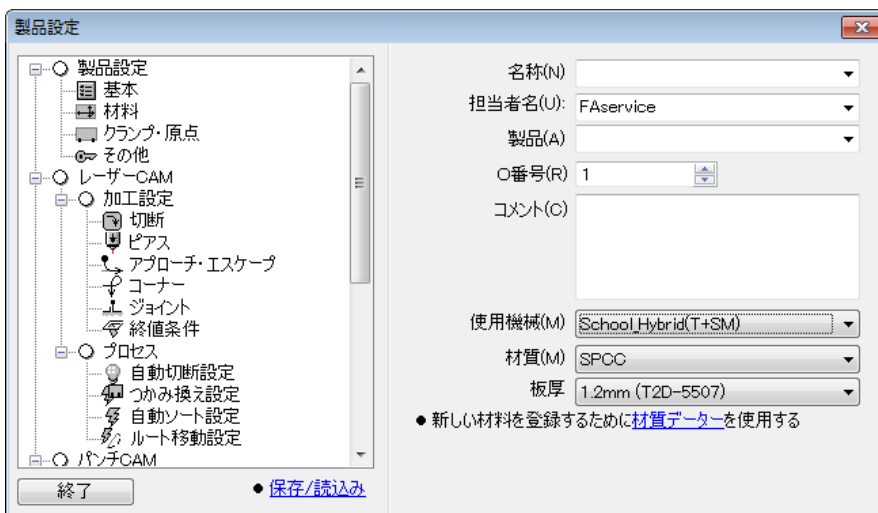 製品設定
製品設定
基本
材料
クランプ・原点
その他
レーザーCAM
加工設定
切断
ピアス
アプローチ・エスケープ
コーナー
ジョイント
終値条件
プロセス
自動切断設定
つかみ換え設定
自動ソート設定
ルート移動設定
パンチCAM
終了
● 保存/読込み
名称(N)
担当者名(U): FAservice
製品(A)
O番号(R) 1
コメント(C)
使用機械(M) School_Hybrid(T+SM)
材質(M) SPCC
板厚 1.2mm (T2D-5507)
● 新しい材料を登録するために材質データーを使用する